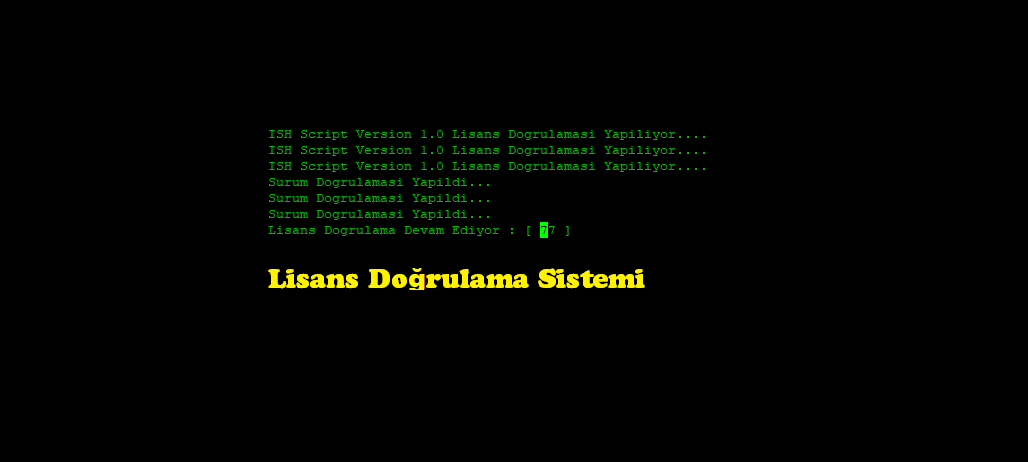 ISH Script Version 1.0 Lisans Dogrulamasi Yapiliyor....
ISH Script Version 1.0 Lisans Dogrulamasi Yapiliyor....
ISH Script Version 1.0 Lisans Dogrulamasi Yapiliyor....
Surum Dogrulamasi Yapildi...
Surum Dogrulamasi Yapildi...
Surum Dogrulamasi Yapildi...
Lisans Dogrulama Devam Ediyor : [ 77 ]
Lisans Doğrulama Sistemi